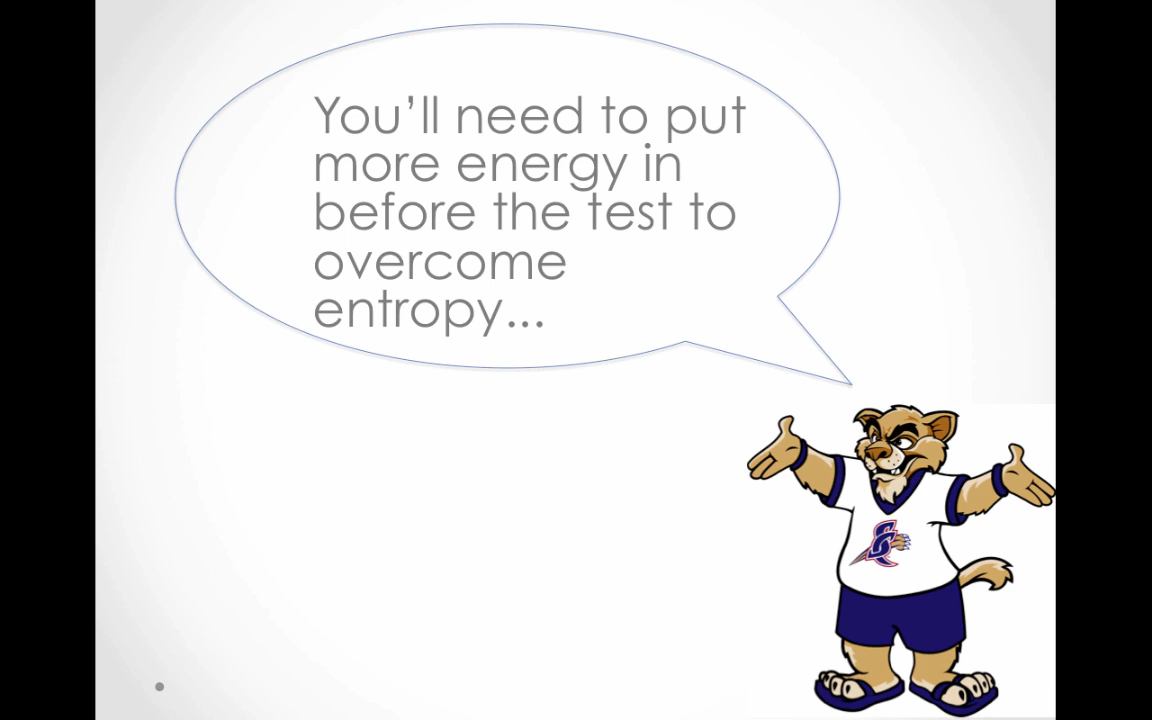 You’ll need to put
more energy in
before the test to
overcome
entropy...